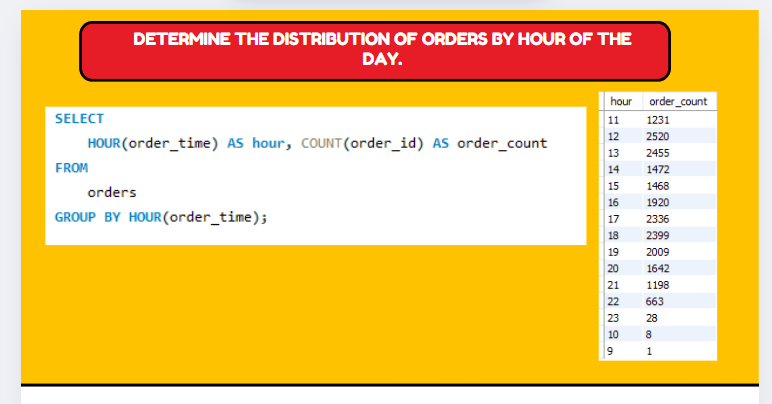 DETERMINE THE DISTRIBUTION OF ORDERS BY HOUR OF THE
DAY.
SELECT
HOUR(order_time) AS hour, COUNT(order_id) AS order_count
FROM
orders
GROUP BY HOUR(order_time);
hour order_count
11 1231
12 2520
13 2455
14 1472
15 1468
16 1920
17 2336
18 2399
19 2009
20 1642
21 1198
22 663
23 28
10 8
9 1